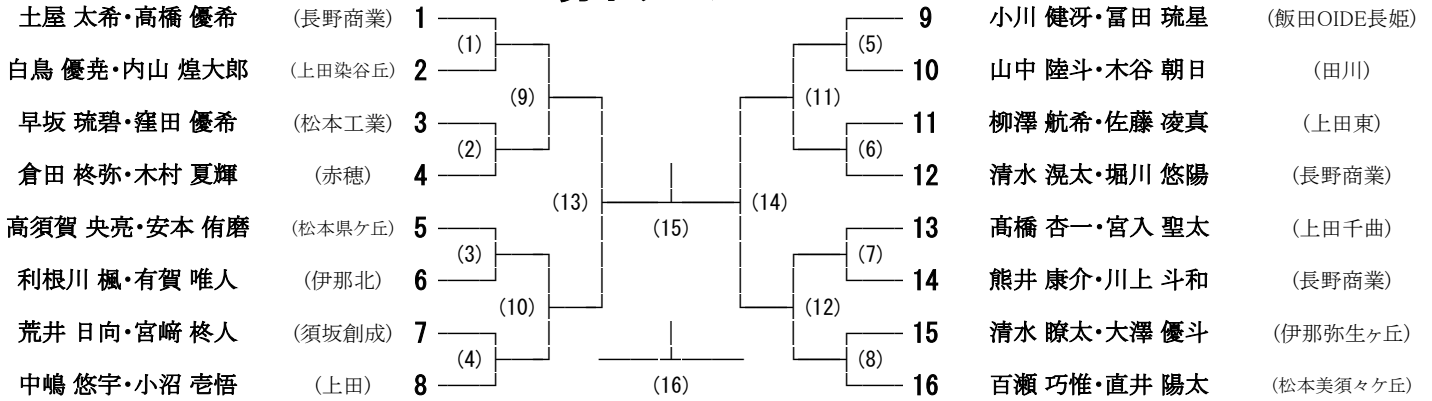 土屋 太希・高橋 優希 (長野商業) 1
(1)
白鳥 優尭・内山 煌大郎 (上田染谷丘) 2
(9)
早坂 琉碧・窪田 優希 (松本工業) 3
(2)
倉田 柊弥・木村 夏輝 (赤穂) 4
(13)
高須賀 央亮・安本 侑磨 (松本県ケ丘) 5
(3)
利根川 楓・有賀 唯人 (伊那北) 6
(10)
荒井 日向・宮﨑 柊人 (須坂創成) 7
(4)
中嶋 悠宇・小沼 壱悟 (上田) 8
(15)
(16)
9 小川 健冴・冨田 琉星 (飯田OIDE長姫)
(5)
10 山中 陸斗・木谷 朝日 (田川)
(11)
11 柳澤 航希・佐藤 凌真 (上田東)
(6)
12 清水 滉太・堀川 悠陽 (長野商業)
(14)
13 髙橋 杏一・宮入 聖太 (上田千曲)
(7)
14 熊井 康介・川上 斗和 (長野商業)
(12)
15 清水 瞭太・大澤 優斗 (伊那弥生ヶ丘)
(8)
16 百瀬 巧惟・直井 陽太 (松本美須々ケ丘)